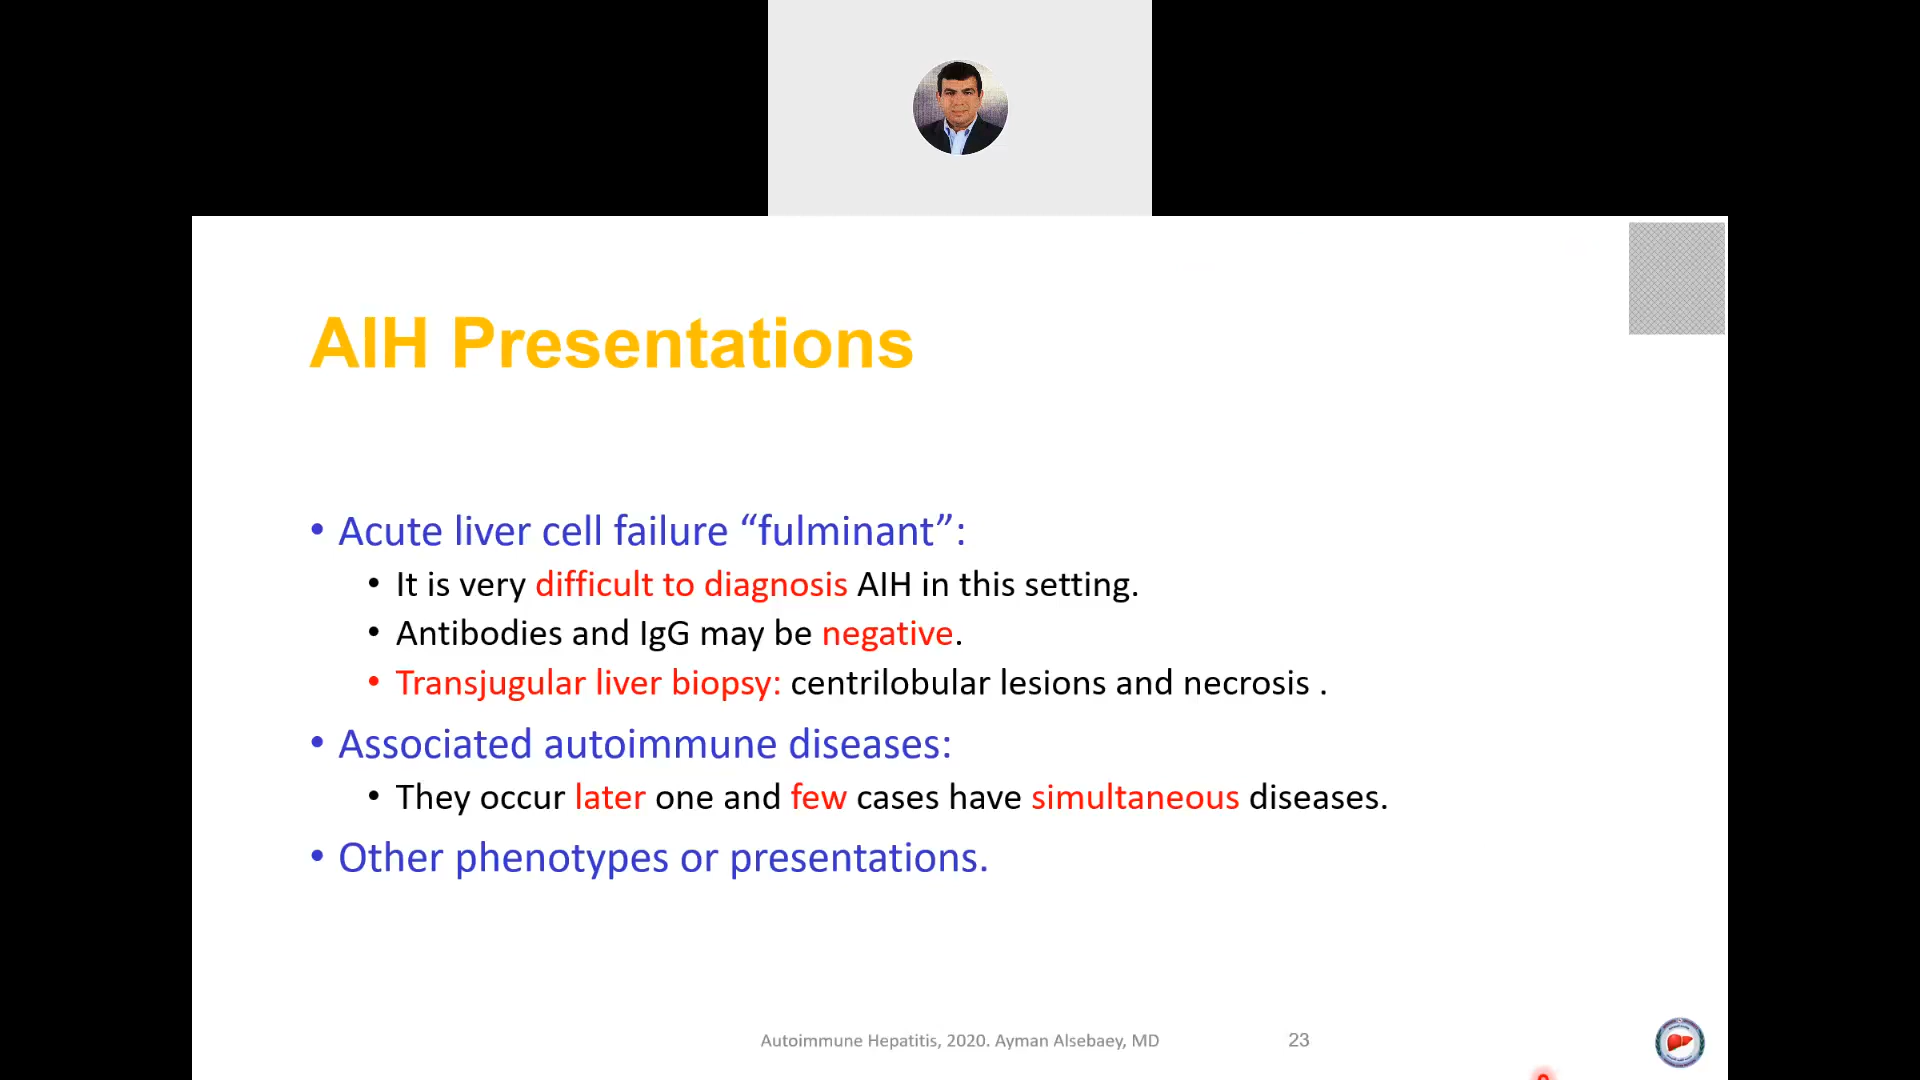 AIH Presentations
• Acute liver cell failure “fulminant”:
• It is very difficult to diagnosis AIH in this setting.
• Antibodies and IgG may be negative.
• Transjugular liver biopsy: centrilobular lesions and necrosis .
• Associated autoimmune diseases:
• They occur later one and few cases have simultaneous diseases.
• Other phenotypes or presentations.
Autoimmune Hepatitis, 2020. Ayman Alsebaey, MD
23